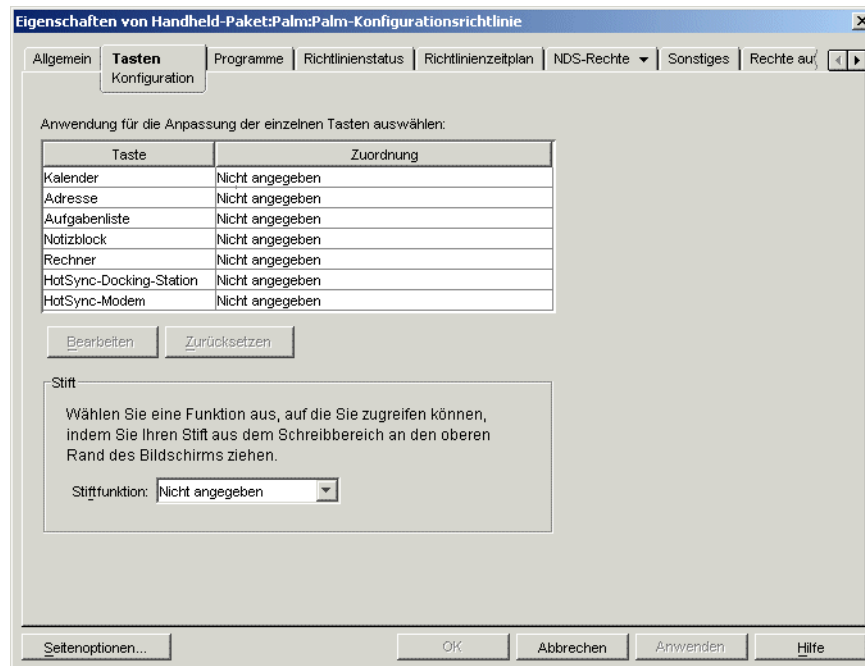 Eigenschaften von Handheld-Paket:Palm:Palm-Konfigurationsrichtlinie
Allgemein Tasten Programme Richtlinienstatus Richtlinienzeitplan NDS-Rechte Sonstiges Rechte auf
Konfiguration
Anwendung für die Anpassung der einzelnen Tasten auswählen:
Taste Zuordnung
Kalender Nicht angegeben
Adresse Nicht angegeben
Aufgabenliste Nicht angegeben
Notizblock Nicht angegeben
Rechner Nicht angegeben
HotSync-Docking-Station Nicht angegeben
HotSync-Modem Nicht angegeben
Bearbeiten Zurücksetzen
Stift
Wählen Sie eine Funktion aus, auf die Sie zugreifen können,
indem Sie Ihren Stift aus dem Schreibbereich an den oberen
Rand des Bildschirms ziehen.
Stiftfunktion: Nicht angegeben
Seitenoptionen... OK Abbrechen Anwenden Hilfe